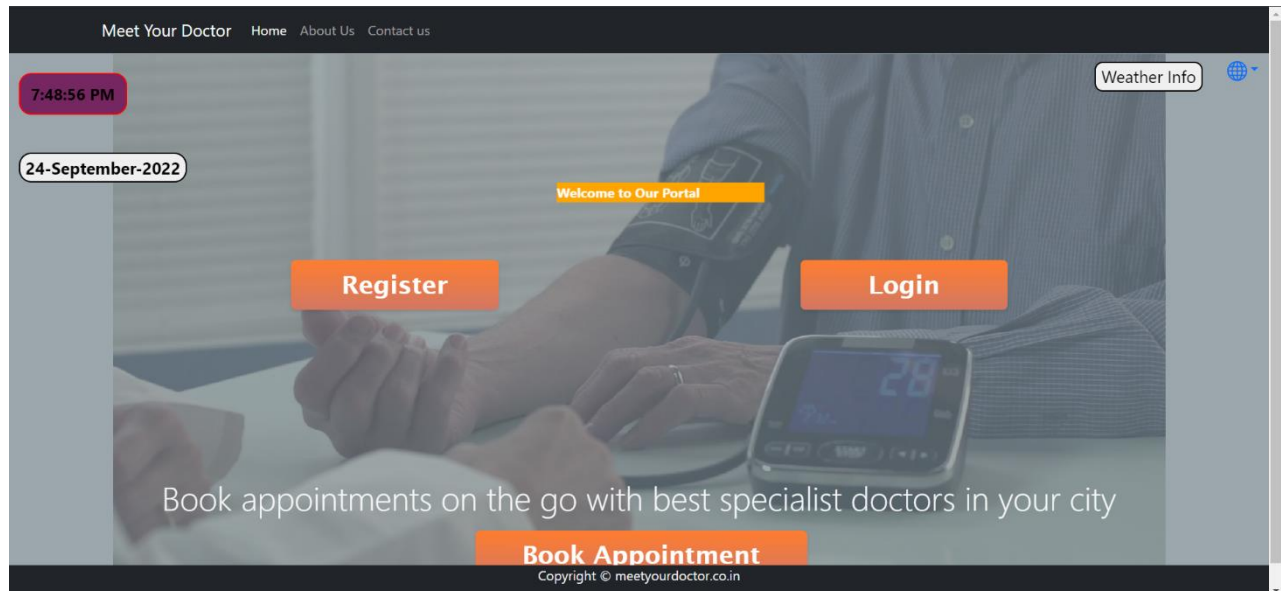 Meet Your Doctor Home About Us Contact us
Weather Info
7:48:56 PM
24-September-2022
Welcome to Our Portal
Register Login
28
Book appointments on the go with best specialist doctors in your city
Book Appointment
Copyright © meetyourdoctor.co.in